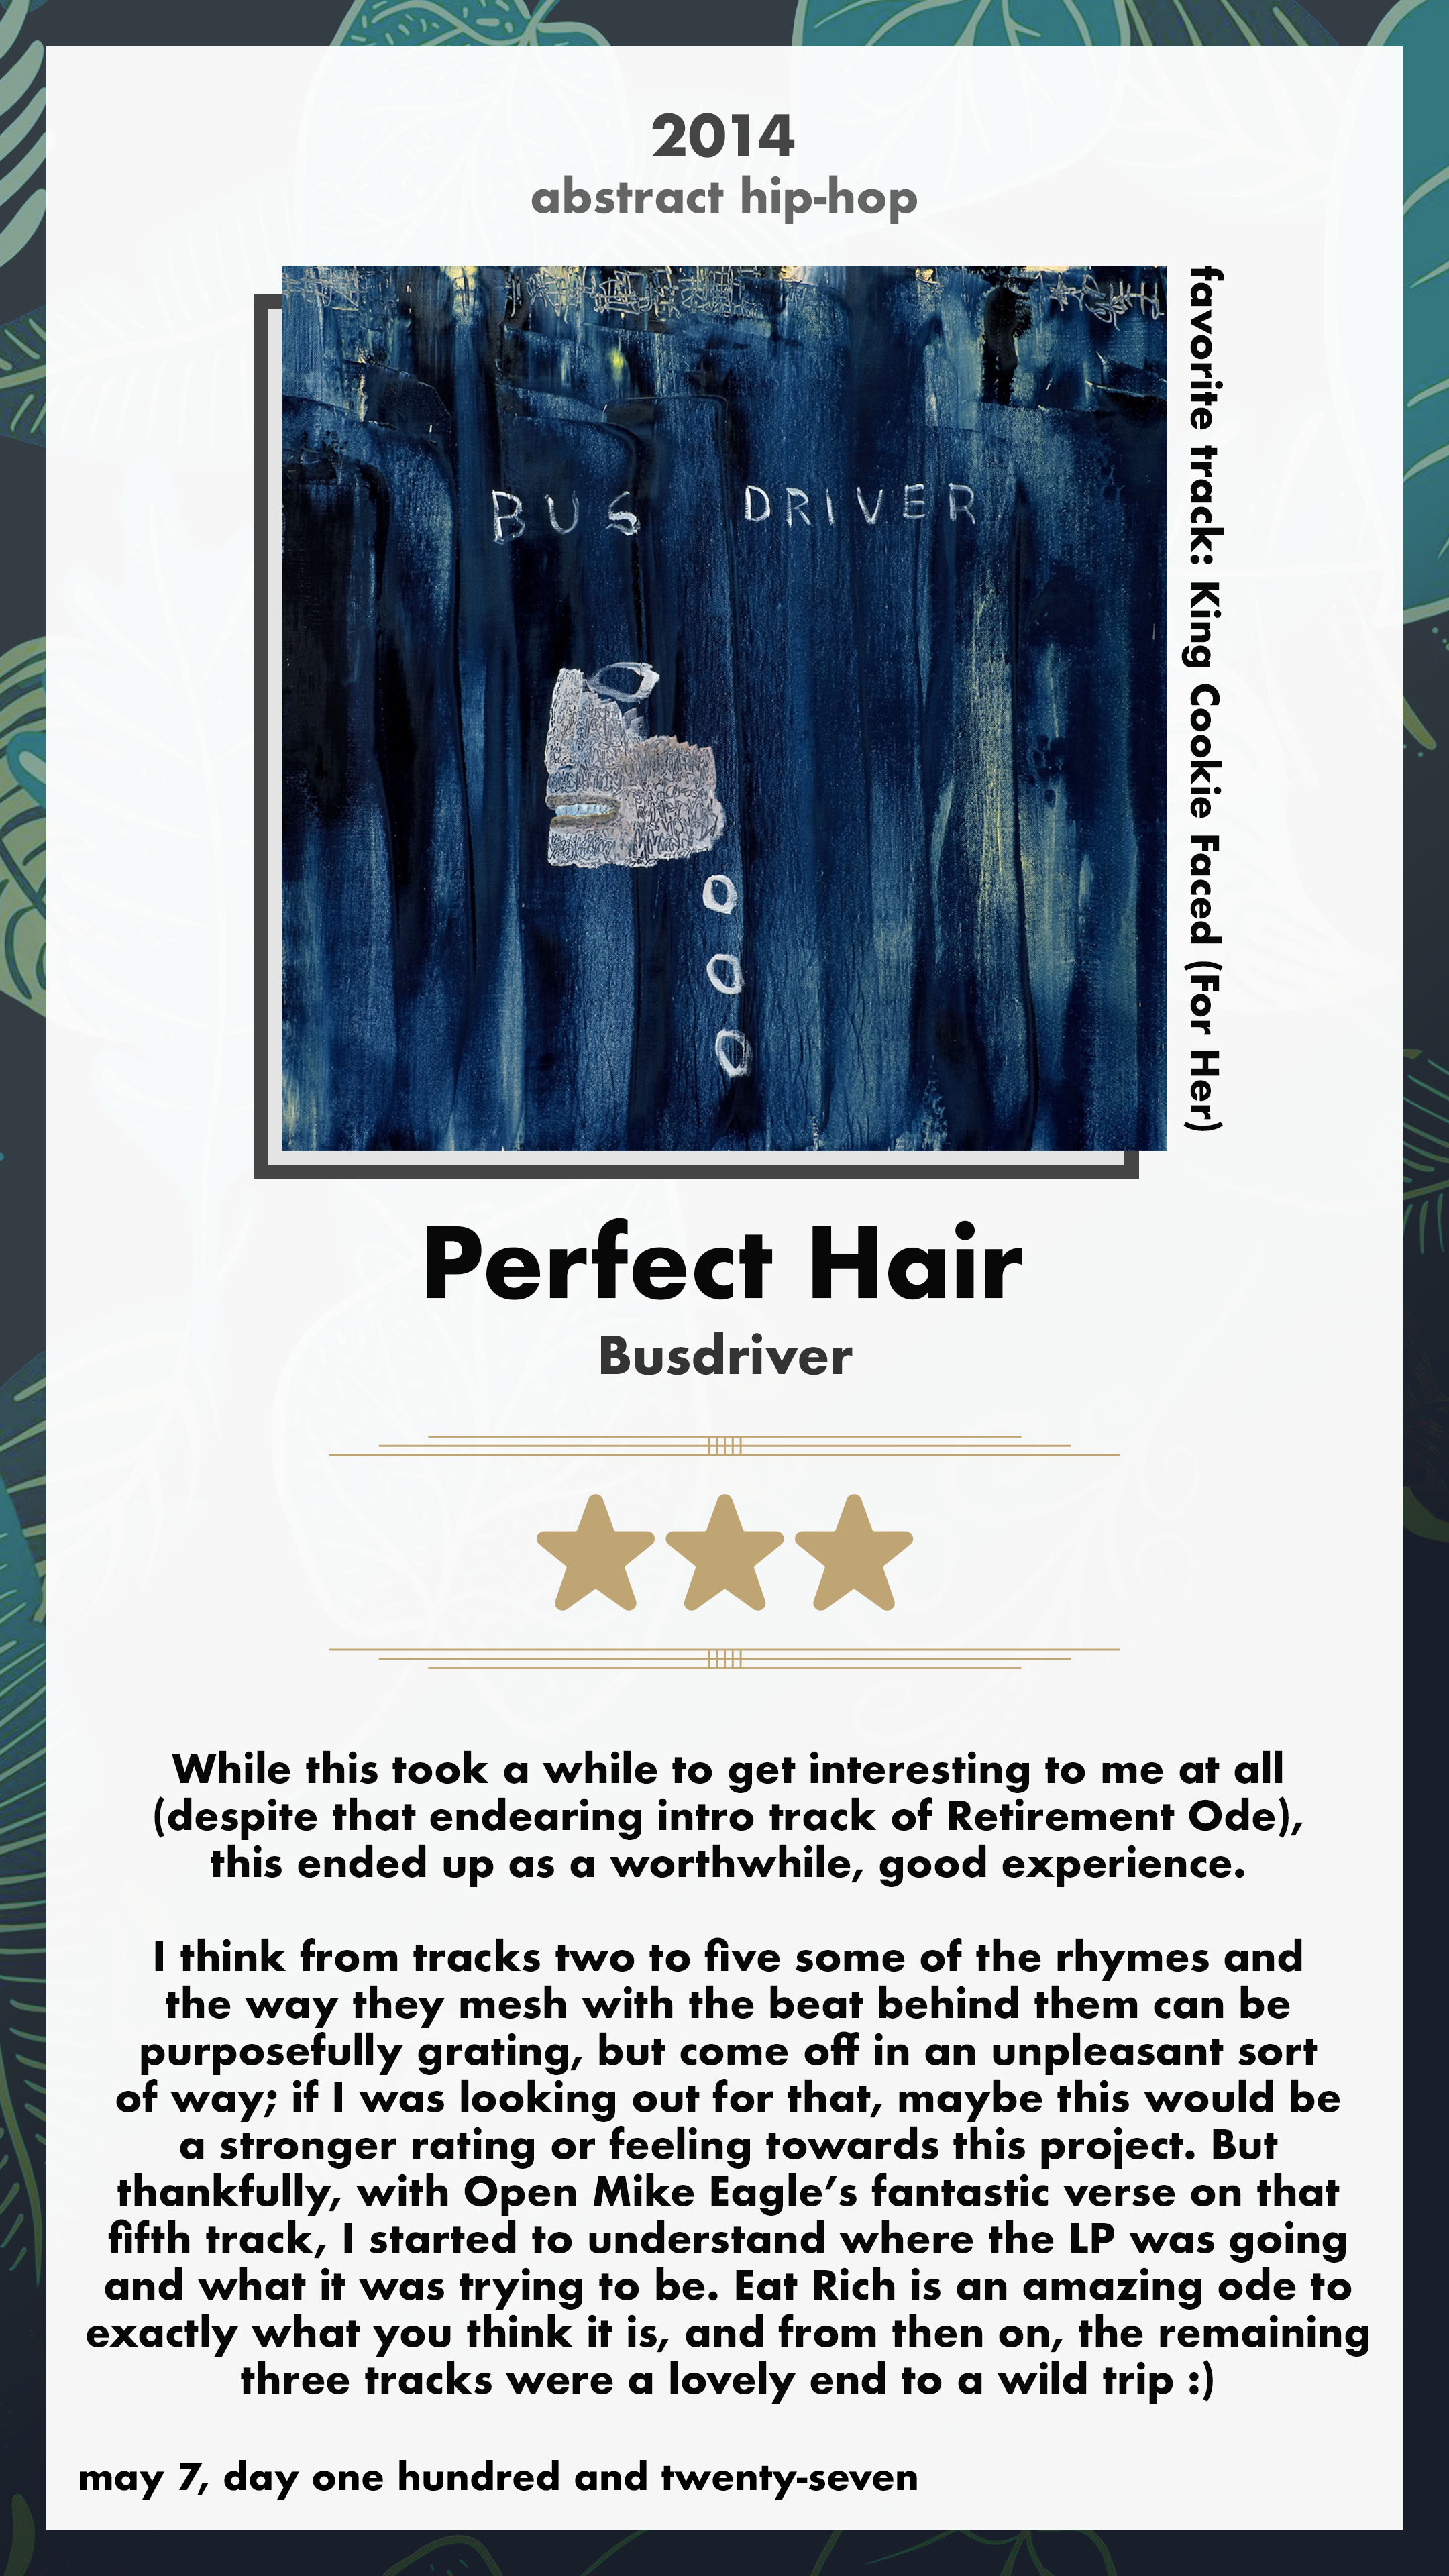 2014
abstract hip-hop
BUS DRIVER
favorite track: King Cookie Faced (For Her)
Perfect Hair
Busdriver
While this took a while to get interesting to me at all
(despite that endearing intro track of Retirement Ode),
this ended up as a worthwhile, good experience.
I think from tracks two to five some of the rhymes and
the way they mesh with the beat behind them can be
purposefully grating, but come off in an unpleasant sort
of way; if I was looking out for that, maybe this would be
a stronger rating or feeling towards this project. But
thankfully, with Open Mike Eagle’s fantastic verse on that
fifth track, I started to understand where the LP was going
and what it was trying to be. Eat Rich is an amazing ode to
exactly what you think it is, and from then on, the remaining
three tracks were a lovely end to a wild trip :)
may 7, day one hundred and twenty-seven